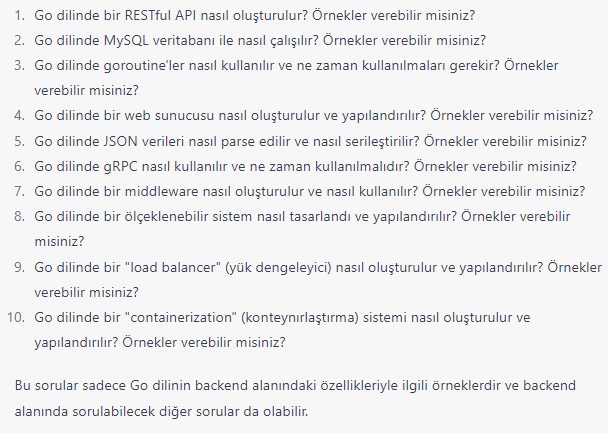 1. Go dilinde bir RESTful API nasıl oluşturulur? Örnekler verebilir misiniz?
2. Go dilinde MySQL veritabanı ile nasıl çalışılır? Örnekler verebilir misiniz?
3. Go dilinde goroutine'ler nasıl kullanılır ve ne zaman kullanılmaları gerekir? Örnekler
verebilir misiniz?
4. Go dilinde bir web sunucusu nasıl oluşturulur ve yapılandırılır? Örnekler verebilir misiniz?
5. Go dilinde JSON verileri nasıl parse edilir ve nasıl serileştirilir? Örnekler verebilir misiniz?
6. Go dilinde gRPC nasıl kullanılır ve ne zaman kullanılmalıdır? Örnekler verebilir misiniz?
7. Go dilinde bir middleware nasıl oluşturulur ve nasıl kullanılır? Örnekler verebilir misiniz?
8. Go dilinde bir ölçeklenebilir sistem nasıl tasarlandı ve yapılandırılır? Örnekler verebilir
misiniz?
9. Go dilinde bir "load balancer" (yük dengeleyici) nasıl oluşturulur ve yapılandırılır? Örnekler
verebilir misiniz?
10. Go dilinde bir "containerization" (konteynırlaştırma) sistemi nasıl oluşturulur ve
yapılandırılır? Örnekler verebilir misiniz?
Bu sorular sadece Go dilinin backend alanındaki özellikleriyle ilgili örneklerdir ve backend
alanında sorulabilecek diğer sorular da olabilir.